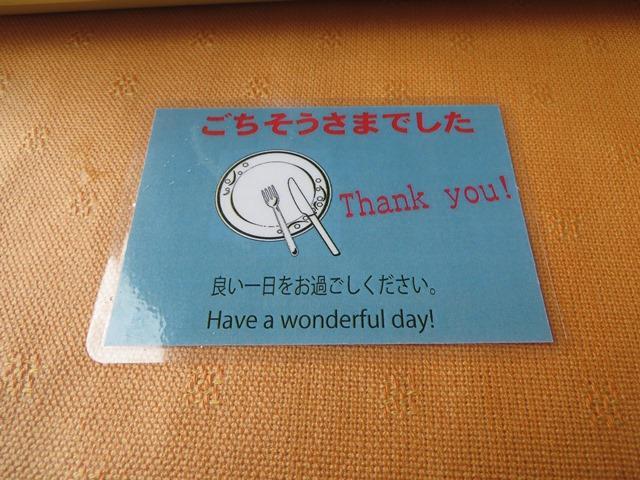 ごちそうさまでした
Thank you!
良い一日をお過ごしください。
Have a wonderful day!